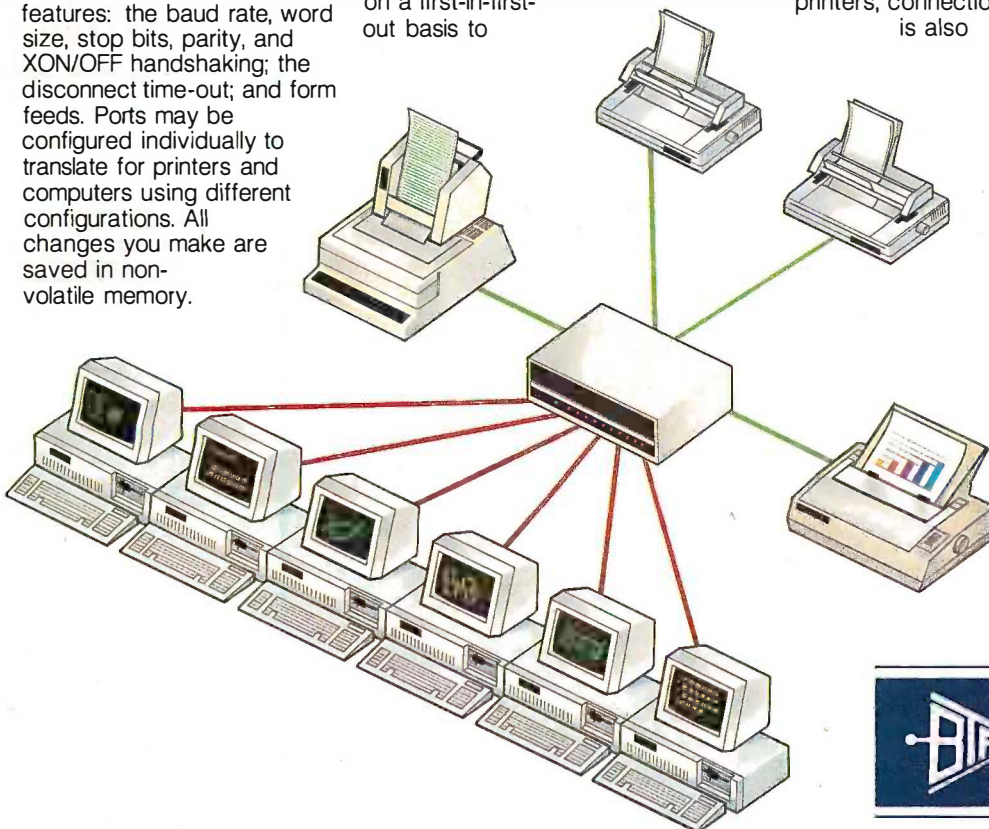 features: the baud rate, word
size, stop bits, parity, and
XON/OFF handshaking; the
disconnect time-out; and form
feeds. Ports may be
configured individually to
translate for printers and
computers using different
configurations. All
changes you make are
saved in non-
volatile memory.
on a first-in-first-
out basis to
printers,
is also